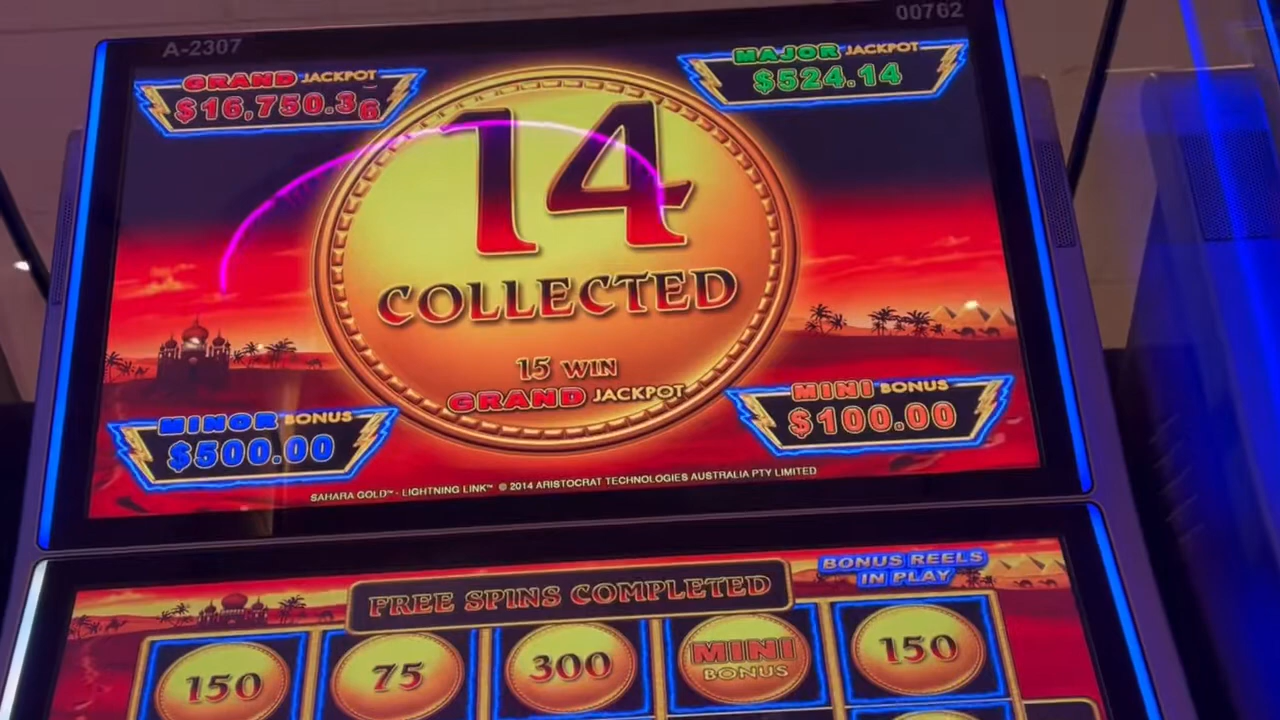 A-2307
00762
GRAND JACKPOT
$16,750.36
MAJOR JACKPOT
$524.14
14
COLLECTED
15 WIN
GRAND JACKPOT
MINOR BONUS
$500.00
MINI BONUS
$100.00
SAHARA GOLD™ - LIGHTNING LINK™ © 2014 ARISTOCRAT TECHNOLOGIES AUSTRALIA PTY LIMITED
BONUS REELS
IN PLAY
FREE SPINS COMPLETED
150
75
300
MINI
BONUS
150